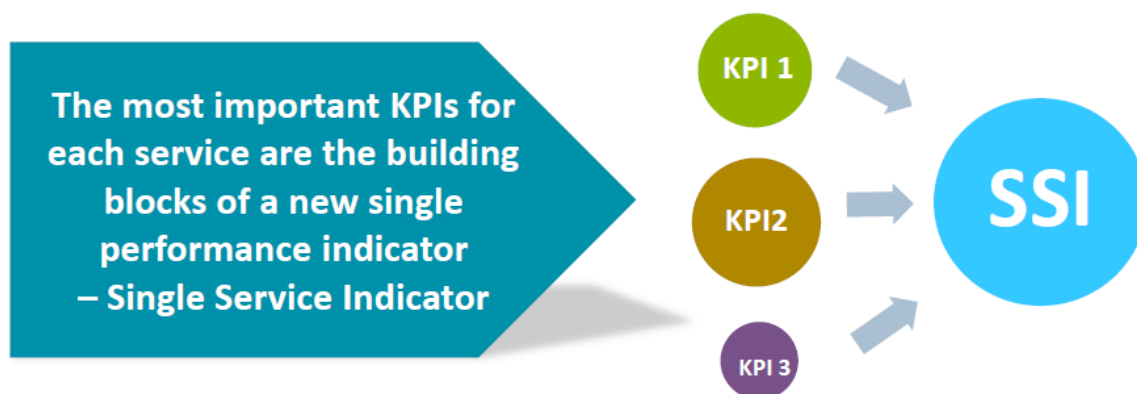 The most important KPIs for
each service are the building
blocks of a new single
performance indicator
– Single Service Indicator
KPI 1
KPI2
KPI 3
SSI